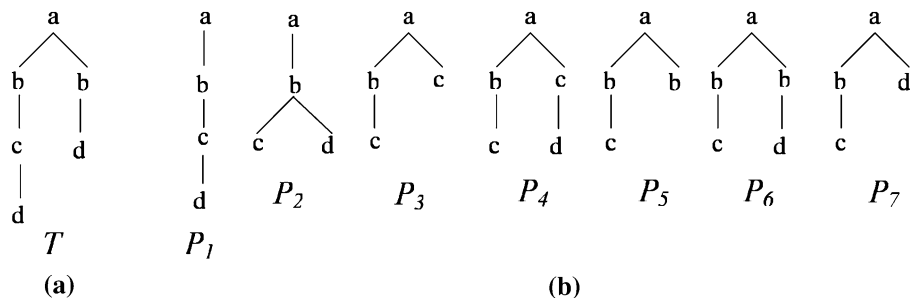 a a a a a a a a
b b b b b c b c b b b b b d
c d c c d c c d c c d c
d d
P₂ P₃ P₄ P₅ P₆ P₇
T P₁
(a) (b)